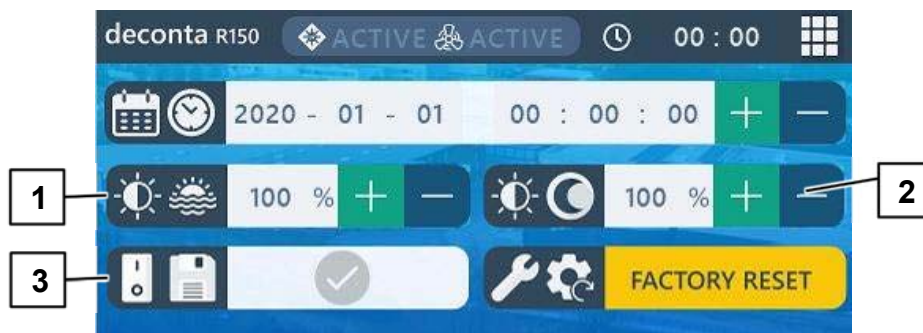 deconta R150 ACTIVE ACTIVE 00 : 00
2020 - 01 - 01 00 : 00 : 00 + −
1 100 % + − 100 % + − 2
3 FACTORY RESET